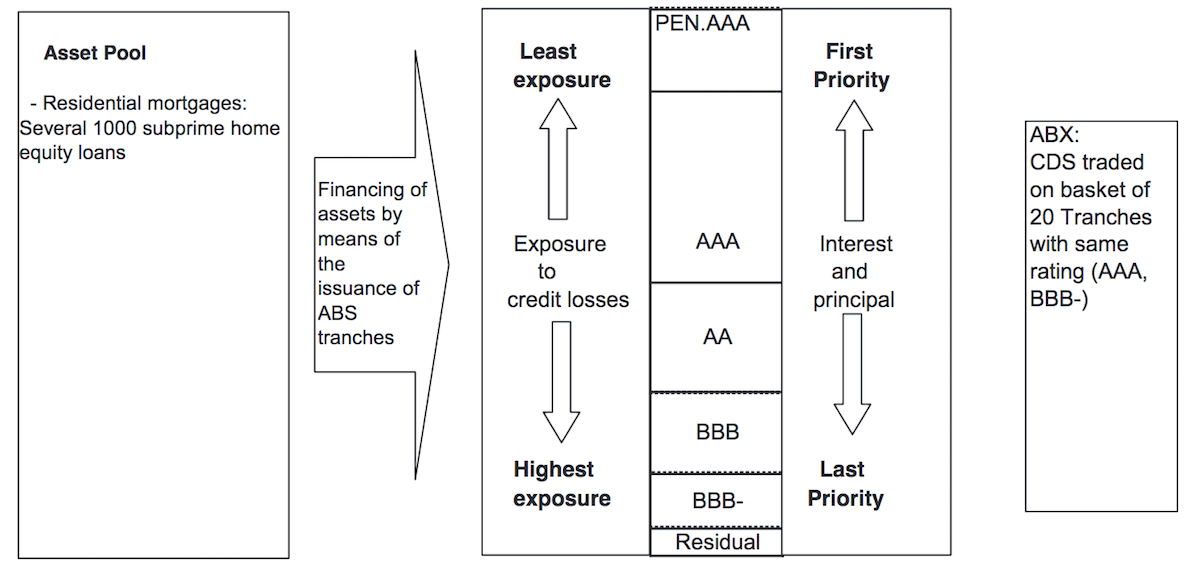 Asset Pool
- Residential mortgages:
Several 1000 subprime home
equity loans
Financing of
assets by
means of
the
issuance of
ABS
tranches
Least
exposure
Exposure
to
credit losses
Highest
exposure
PEN.AAA
AAA
AA
BBB
BBB-
Residual
First
Priority
Interest
and
principal
Last
Priority
ABX:
CDS traded
on basket of
20 Tranches
with same
rating (AAA,
BBB-)